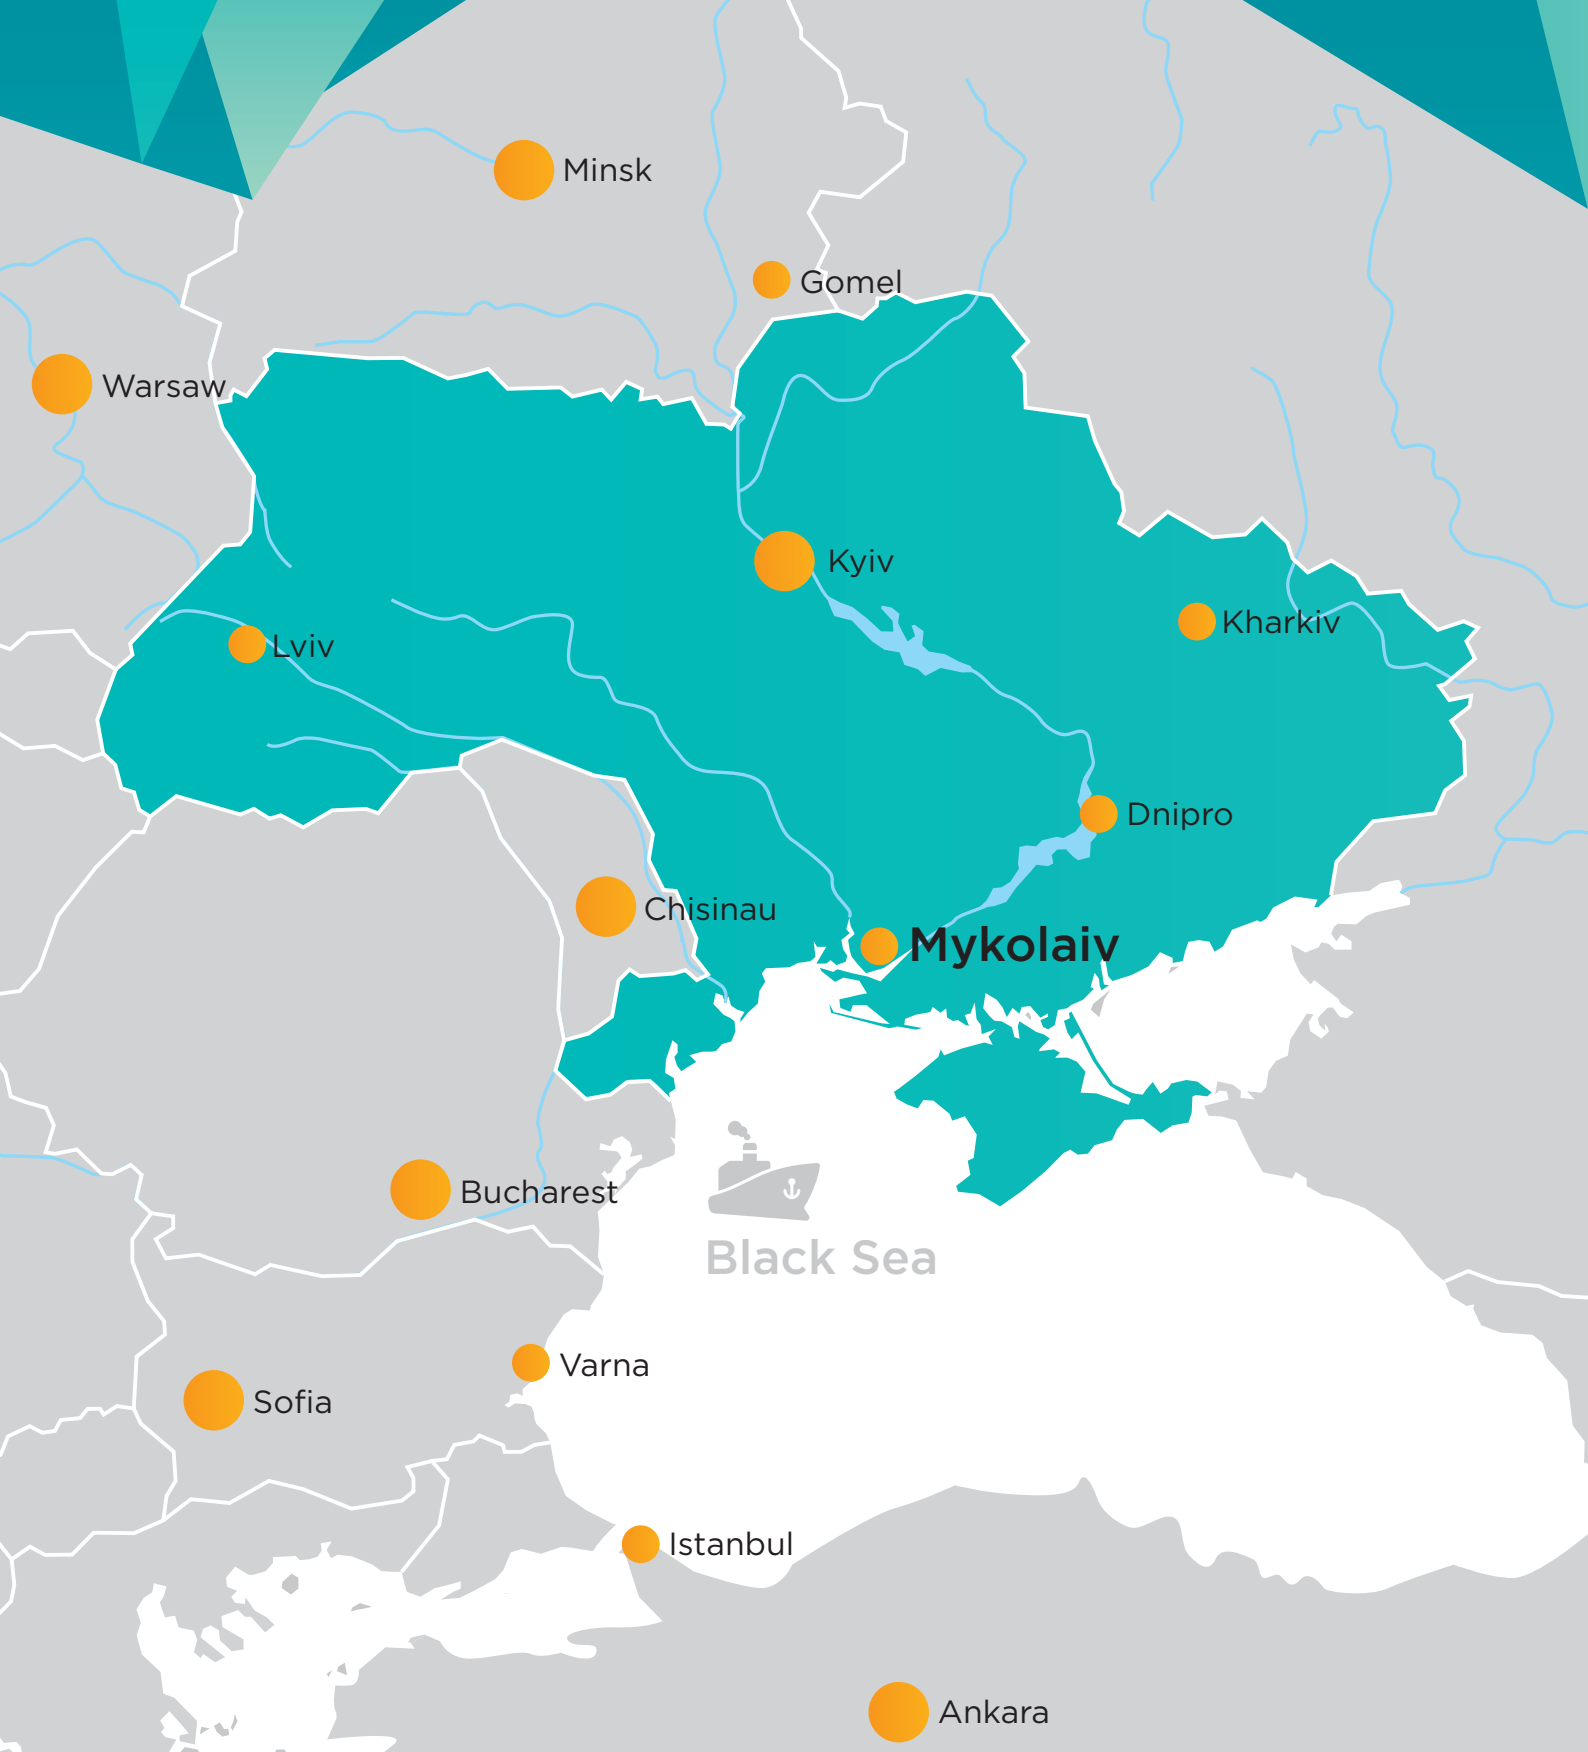 Minsk
Gomel
Warsaw
Kyiv
Kharkiv
Lviv
Dnipro
Chisinau
Mykolaiv
Bucharest
Black Sea
Varna
Sofia
Istanbul
Ankara